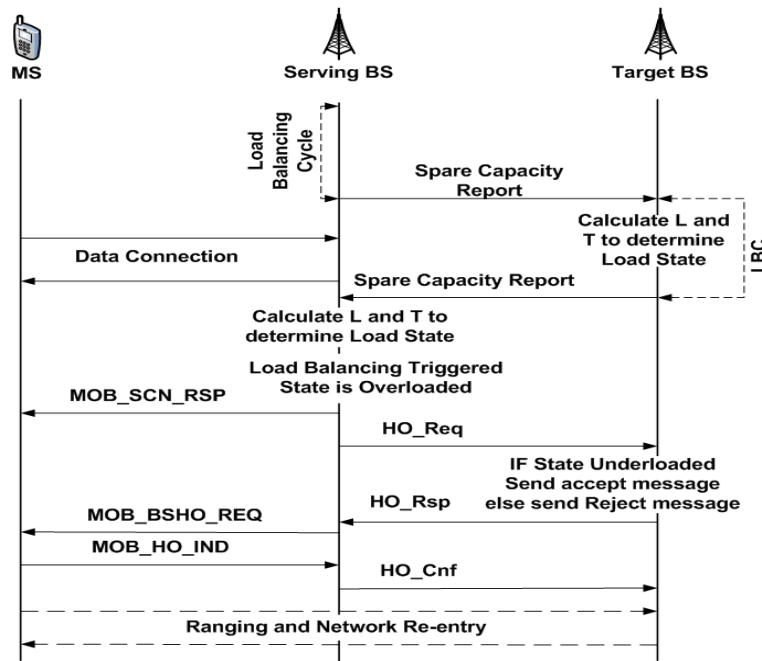 MS
Serving BS
Target BS
Load
Balancing
Cycle
Spare Capacity
Report
Calculate L and
T to determine
Load State
LBC
Data Connection
Spare Capacity Report
Calculate L and T to
determine Load State
Load Balancing Triggered
State is Overloaded
MOB_SCN_RSP
HO_Req
IF State Underloaded
Send accept message
else send Reject message
HO_Rsp
MOB_BSHO_REQ
MOB_HO_IND
HO_Cnf
Ranging and Network Re-entry